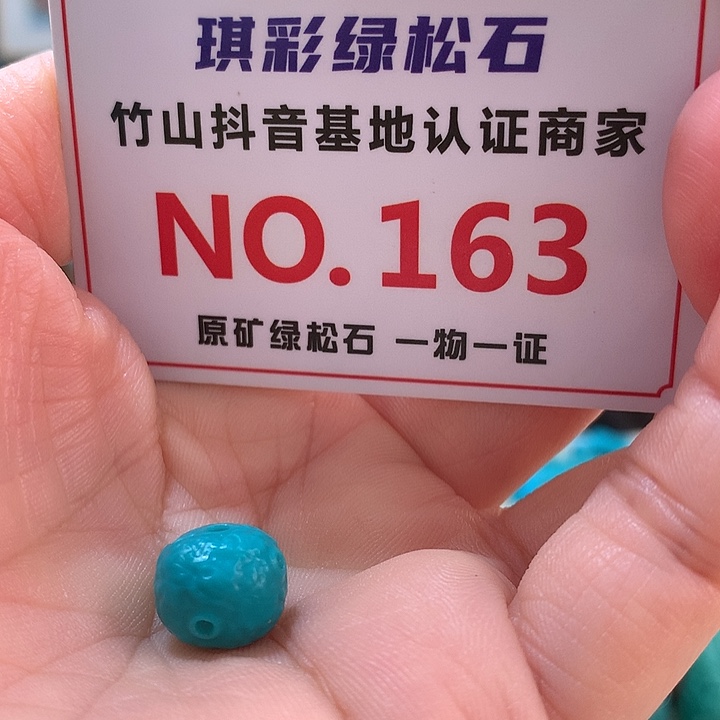 琪彩绿松石
竹山抖音基地认证商家
NO.163
原矿绿松石 一物一证